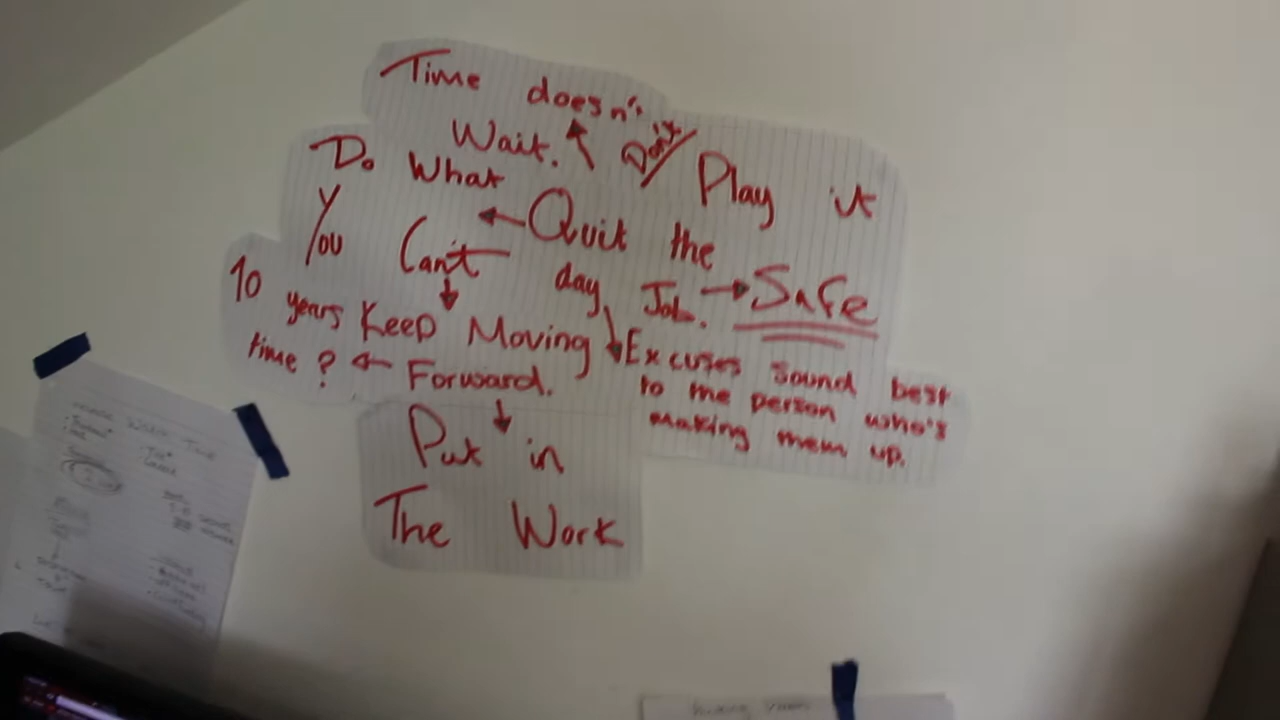 Time doesn't
Wait.
Don't Play it
Safe
Do What
You Can't
Quit the
day Job.
10
years
time ?
Keep Moving
Forward.
Excuses sound best
to the person who's
making them up.
Put in
The Work